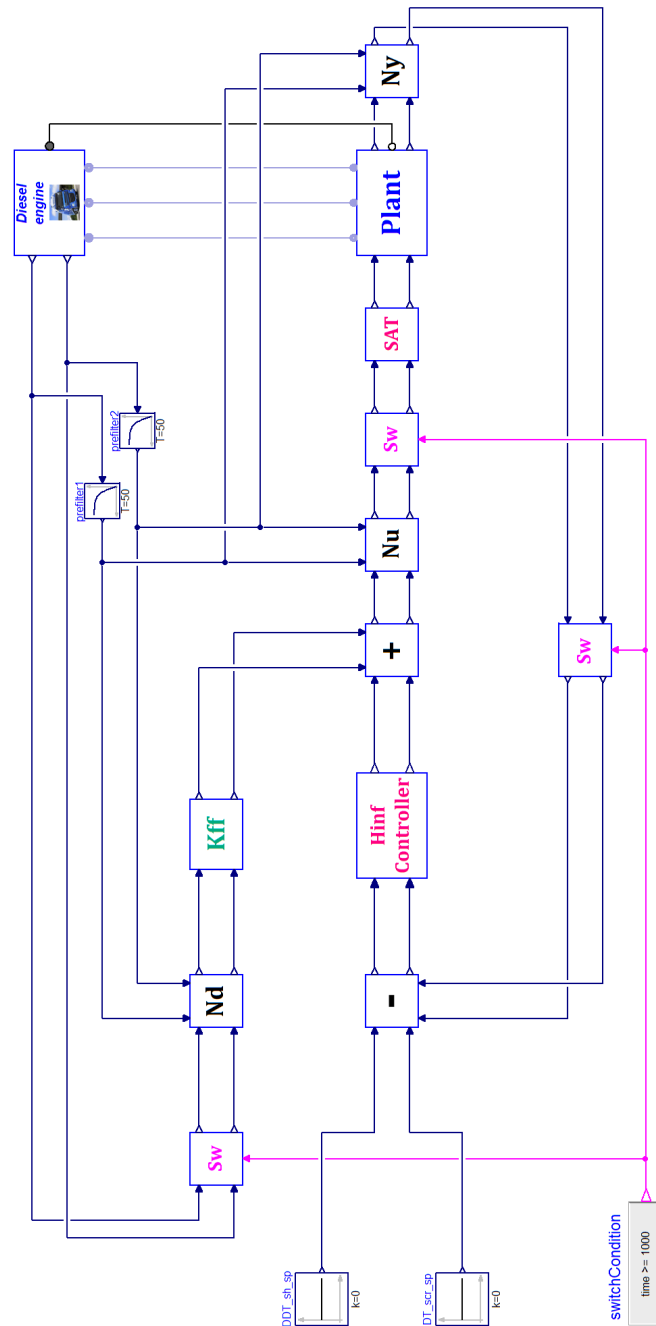 Diesel
engine
prefilter1
T=50
prefilter2
T=50
Sw
Nd
Kff
DDT_sh_sp
k=0
-
Hinf
Controller
+
Nu
Sw
SAT
Plant
Ny
DT_scr_sp
k=0
Sw
switchCondition
time >= 1000